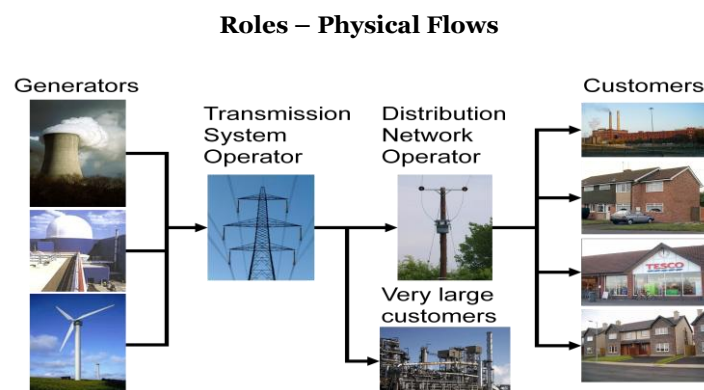 Roles – Physical Flows
Generators
Transmission
System
Operator
Distribution
Network
Operator
Customers
TESCO
Very large
customers